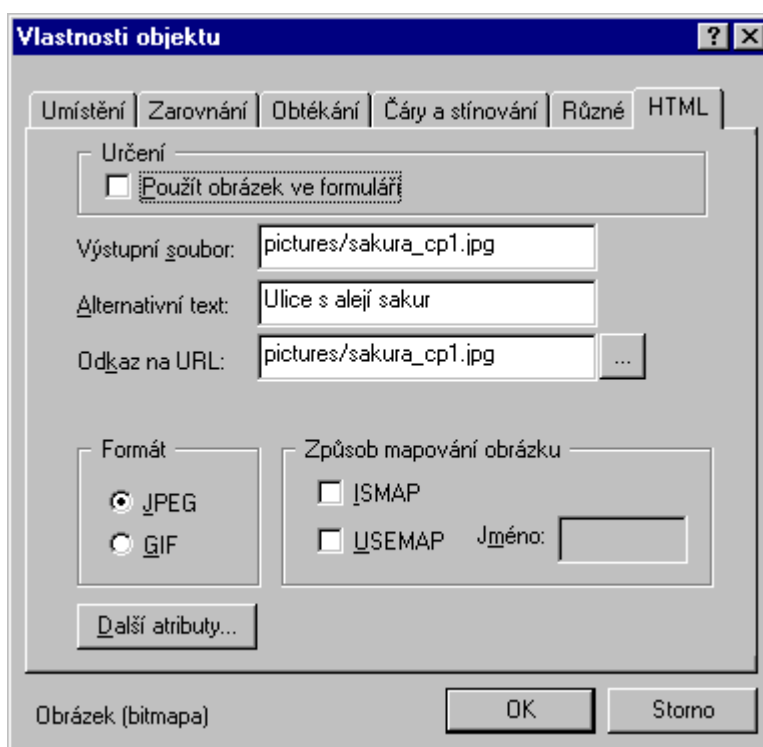 Vlastnosti objektu
Umístění Zarovnání Obtékání Čáry a stínování Různé HTML
Určení
Použít obrázek ve formuláři
Výstupní soubor: pictures/sakura_cp1.jpg
Alternativní text: Ulice s alejí sakur
Odkaz na URL: pictures/sakura_cp1.jpg ...
Formát Způsob mapování obrázku
JPEG ISMAP
GIF USEMAP Jméno:
Další atributy...
Obrázek (bitmapa) OK Storno